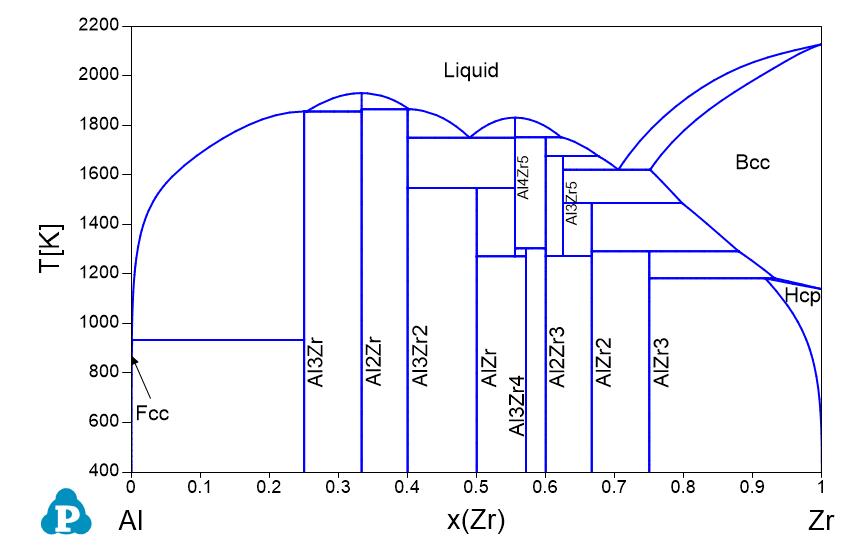 2200
2000
1800
1600
1400
1200
1000
800
600
400
T[K]
Liquid
Bcc
Hcp
Fcc
Al4Zr5
Al3Zr5
Al3Zr
Al2Zr
Al3Zr2
AlZr
Al3Zr4
Al2Zr3
AlZr2
AlZr3
0 0.1 0.2 0.3 0.4 0.5 0.6 0.7 0.8 0.9 1
P
Al x(Zr) Zr